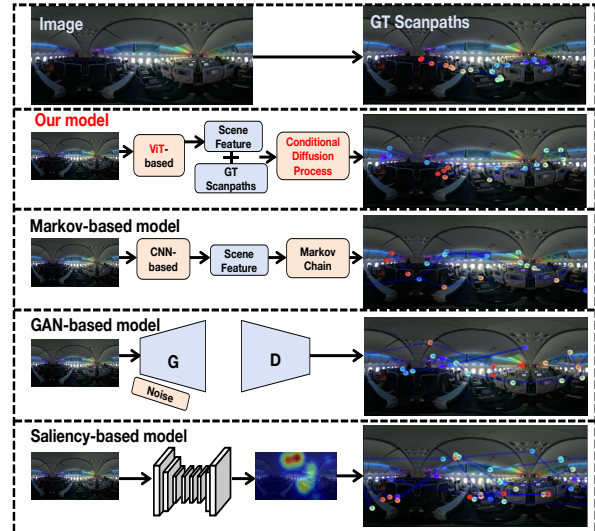 Image
GT Scanpaths
Our model
ViT-
based
Scene
Feature
GT
Scanpaths
Conditional
Diffusion
Process
Markov-based model
CNN-
based
Scene
Feature
Markov
Chain
GAN-based model
G
D
Noise
Saliency-based model